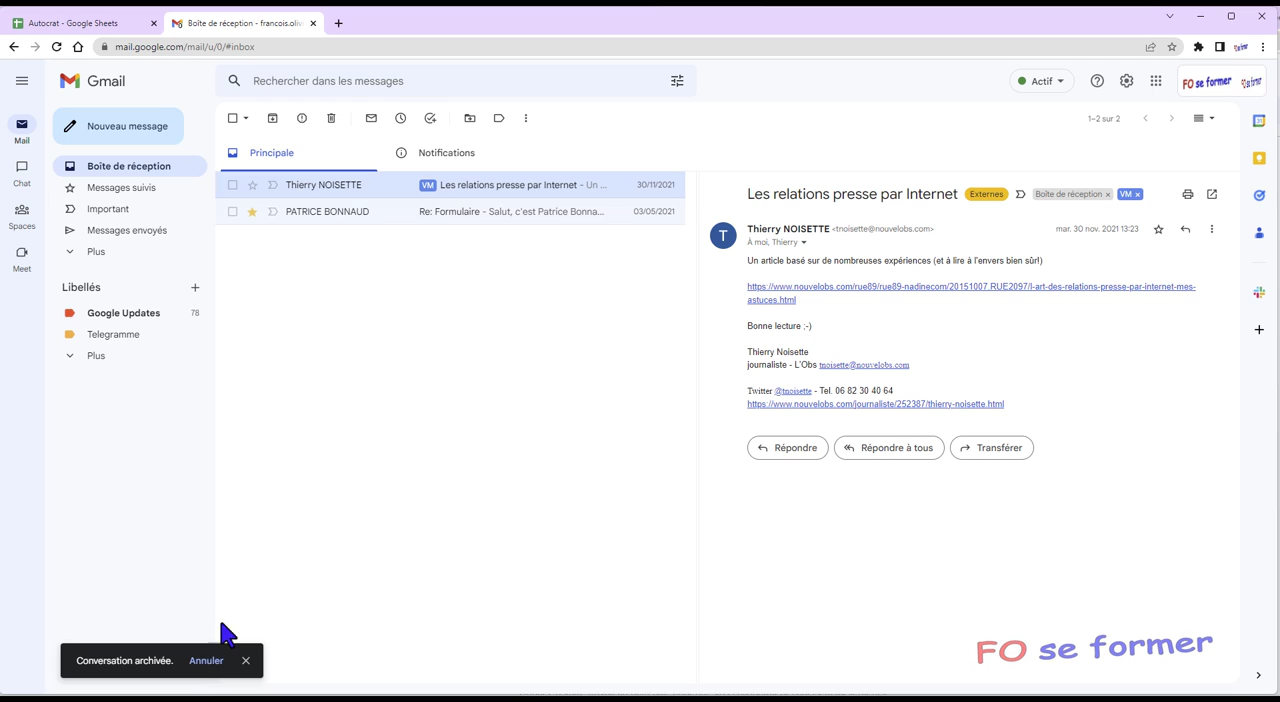 Autocrat - Google Sheets
Boîte de réception - francois.oliv
mail.google.com/mail/u/0/#inbox
Gmail
Rechercher dans les messages
Actif
FO se former
Mail
Nouveau message
1–2 sur 2
Principale
Notifications
Boîte de réception
Chat
Messages suivis
Thierry NOISETTE
VM Les relations presse par Internet - Un ...
30/11/2021
Important
PATRICE BONNAUD
Re: Formulaire - Salut, c'est Patrice Bonna...
03/05/2021
Spaces
Messages envoyés
Plus
Meet
Libellés
Google Updates
78
Telegramme
Plus
Les relations presse par Internet
Externes
Boîte de réception ×
VM ×
T
Thierry NOISETTE <tnoisette@nouvelobs.com>
mar. 30 nov. 2021 13:23
À moi, Thierry
Un article basé sur de nombreuses expériences (et à lire à l'envers bien sûr!)
https://www.nouvelobs.com/rue89/rue89-nadinecom/20151007.RUE2097/l-art-des-relations-presse-par-internet-mes-
astuces.html
Bonne lecture ;-)
Thierry Noisette
journaliste - L'Obs tnoisette@nouvelobs.com
Twitter @tnoisette - Tel. 06 82 30 40 64
https://www.nouvelobs.com/journaliste/252387/thierry-noisette.html
Répondre
Répondre à tous
Transférer
Conversation archivée.
Annuler
FO se former